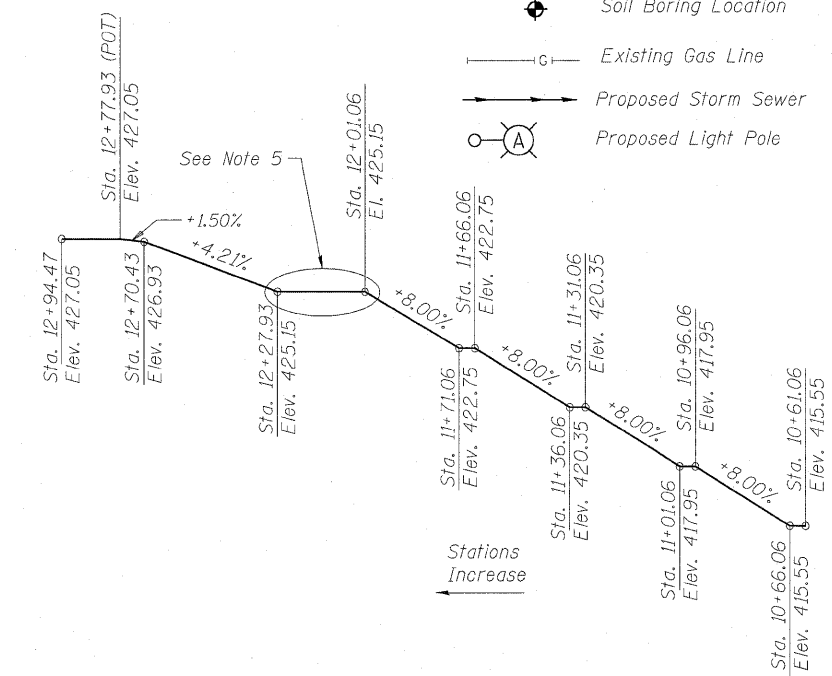 Soil Boring Location
G
Existing Gas Line
Proposed Storm Sewer
A
Proposed Light Pole
Sta. 12+77.93 (POT)
Elev. 427.05
See Note 5
Sta. 12+01.06
El. 425.15
+1.50%
+4.21%
Sta. 12+94.47
Elev. 427.05
Sta. 12+70.43
Elev. 426.93
Sta. 12+27.93
Elev. 425.15
+8.00%
Sta. 11+66.06
Elev. 422.75
Sta. 11+71.06
Elev. 422.75
+8.00%
Sta. 11+31.06
Elev. 420.35
Sta. 11+36.06
Elev. 420.35
+8.00%
Sta. 10+96.06
Elev. 417.95
Sta. 11+01.06
Elev. 417.95
+8.00%
Sta. 10+61.06
Elev. 415.55
Sta. 10+66.06
Elev. 415.55
Stations
Increase